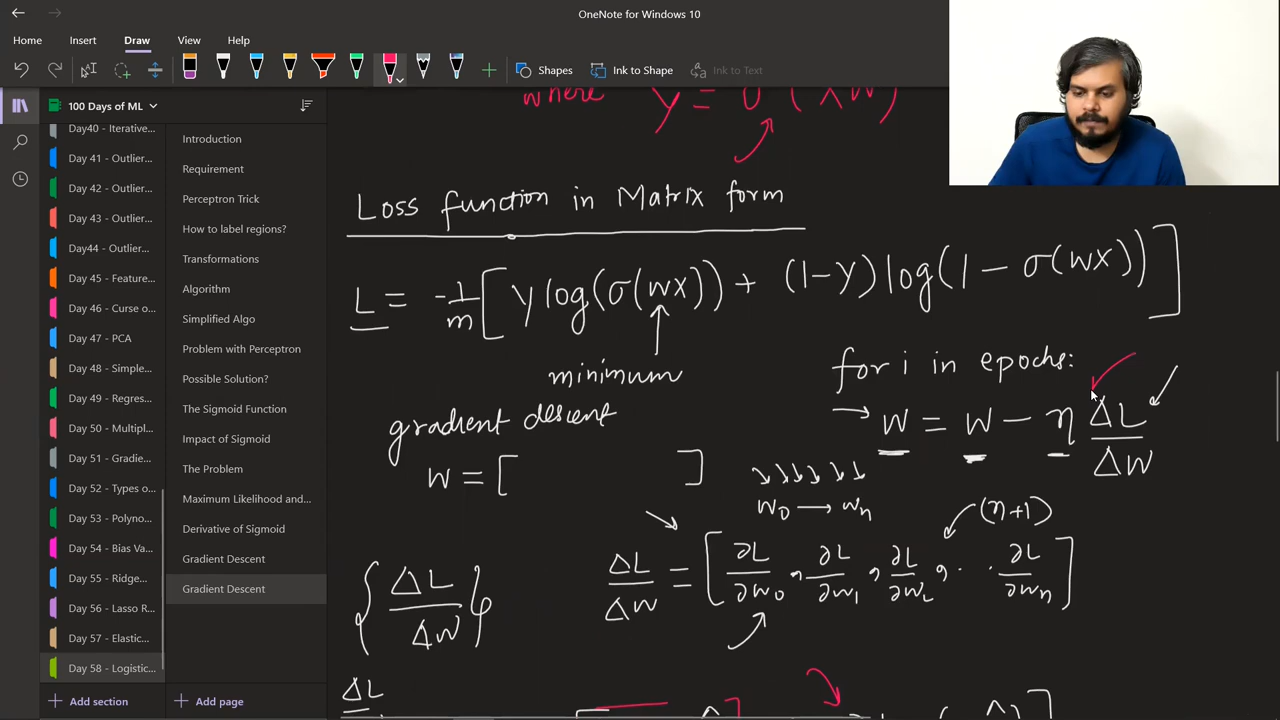 OneNote for Windows 10
Home Insert Draw View Help
Shapes Ink to Shape Ink to Text
100 Days of ML
Day40 - Iterative...
Day 41 - Outlier...
Day 42 - Outlier...
Day 43 - Outlier...
Day44 - Outlier...
Day 45 - Feature...
Day 46 - Curse o...
Day 47 - PCA
Day 48 - Simple...
Day 49 - Regres...
Day 50 - Multipl...
Day 51 - Gradie...
Day 52 - Types o...
Day 53 - Polyno...
Day 54 - Bias Va...
Day 55 - Ridge...
Day 56 - Lasso R...
Day 57 - Elastic...
Day 58 - Logistic...
Add section
Introduction
Requirement
Perceptron Trick
How to label regions?
Transformations
Algorithm
Simplified Algo
Problem with Perceptron
Possible Solution?
The Sigmoid Function
Impact of Sigmoid
The Problem
Maximum Likelihood and...
Derivative of Sigmoid
Gradient Descent
Gradient Descent
Add page
where Y = σ(XW)
Loss function in Matrix form
L = -1/m [ Y log(σ(WX)) + (1-Y) log(1 - σ(WX)) ]
minimum
gradient descent
for i in epochs:
W = W - η ΔL/ΔW
W = [ ]
W₀ → Wₙ
(n+1)
ΔL/ΔW = [ ∂L/∂W₀, ∂L/∂W₁, ∂L/∂W₂, . . ∂L/∂Wₙ ]
{ ΔL/ΔW }
ΔL